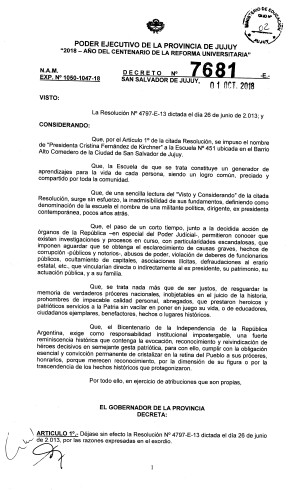 MINISTERIO DE EDUCACION
FOLIO Nº
02
JUJUY
PODER EJECUTIVO DE LA PROVINCIA DE JUJUY
"2018 – AÑO DEL CENTENARIO DE LA REFORMA UNIVERSITARIA"
N.A.M.
EXP. Nº 1050-1047-18
DECRETO Nº 7681 -E-
SAN SALVADOR DE JUJUY, 01 OCT. 2018
VISTO:
La Resolución Nº 4797-E-13 dictada el día 26 de junio de 2.013; y
CONSIDERANDO:
Que, por el Artículo 1º de la citada Resolución, se impuso el nombre
de "Presidenta Cristina Fernández de Kirchner" a la Escuela Nº 451 ubicada en el Barrio
Alto Comedero de la Ciudad de San Salvador de Jujuy.
Que, la Escuela de que se trata constituye un generador de
aprendizajes para la vida de cada persona, siendo un logro común, preciado y
compartido por toda la comunidad.
Que, de una sencilla lectura del "Visto y Considerando" de la citada
Resolución, surge sin esfuerzo, la inadmisibilidad de sus fundamentos, definiendo como
denominación de la escuela el nombre de una militante política, dirigente, ex presidente
contemporánea, pocos años atrás.
Que, el paso de un corto tiempo, junto a la decidida acción de
órganos de la República –en especial del Poder Judicial-, permitieron conocer que
existen investigaciones y procesos en curso, con particularidades escandalosas, que
imponen aguardar que se obtenga el esclarecimiento de causas graves, hechos de
corrupción -públicos y notorios-, abusos de poder, violación de deberes de funcionarios
públicos, ocultamiento de capitales, asociaciones ilícitas, defraudaciones al erario
estatal, etc., que vincularían directa o indirectamente al ex presidente, su patrimonio, su
actuación pública, y a su familia.
Que, se trata nada más que de ser justos, de resguardar la
memoria de verdaderos próceres nacionales, inobjetables en el juicio de la historia,
prohombres de impecable calidad personal, abnegados, que prestaron heroicos y
patrióticos servicios a la Patria sin vacilar en poner en juego su vida, o de educadores,
ciudadanos ejemplares, benefactores, hechos o lugares históricos.
Que, el Bicentenario de la Independencia de la República
Argentina, exige como responsabilidad institucional impostergable, una fuerte
reminiscencia histórica que contenga la evocación, reconocimiento y reivindicación de
héroes decisivos en semejante gesta patriótica, para con ello, cumplir con la obligación
esencial y convicción permanente de cristalizar en la retina del Pueblo a sus próceres,
honrarlos, porque merecen reconocimiento, por la dimensión de su figura o por la
trascendencia de los hechos históricos que protagonizaron.
Por todo ello, en ejercicio de atribuciones que son propias,
EL GOBERNADOR DE LA PROVINCIA
DECRETA:
ARTICULO 1º.- Déjase sin efecto la Resolución Nº 4797-E-13 dictada el día 26 de junio
de 2.013, por las razones expresadas en el exordio.
1